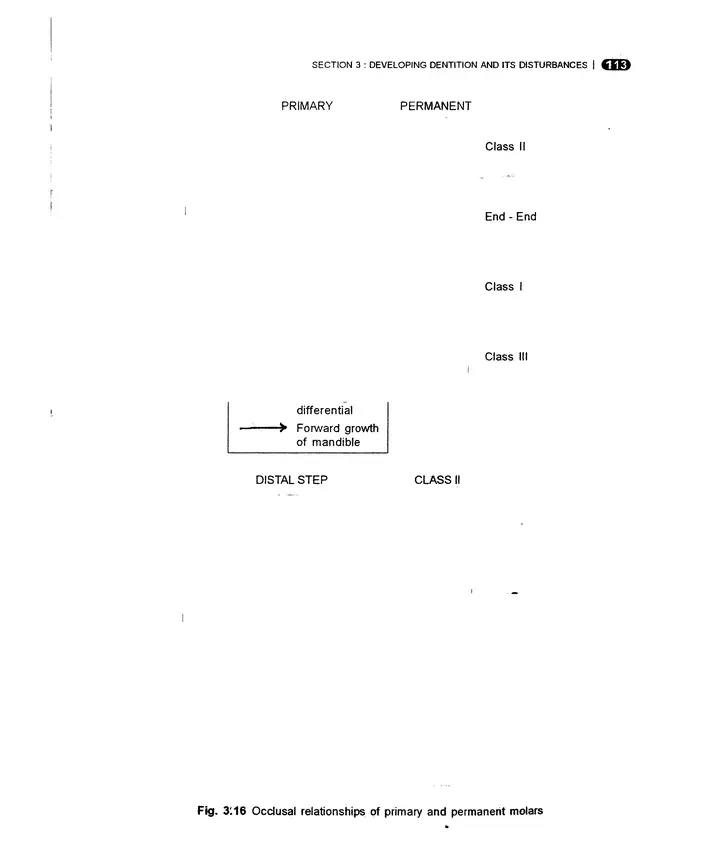 SECTION 3 : DEVELOPING DENTITION AND ITS DISTURBANCES | 113
PRIMARY PERMANENT
Class II
End - End
Class I
Class III
differential
Forward growth
of mandible
DISTAL STEP CLASS II
Fig. 3.16 Occlusal relationships of primary and permanent molars